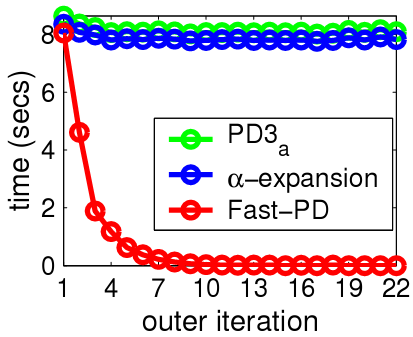 8
6
4
2
0
time (secs)
PD3a
α−expansion
Fast−PD
1 4 7 10 13 16 19 22
outer iteration